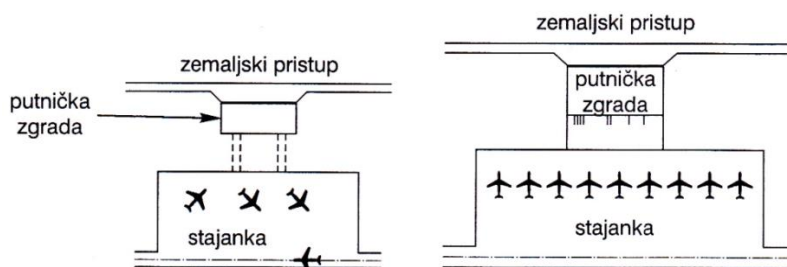 zemaljski pristup
putnička
zgrada
stajanka
zemaljski pristup
putnička
zgrada
stajanka